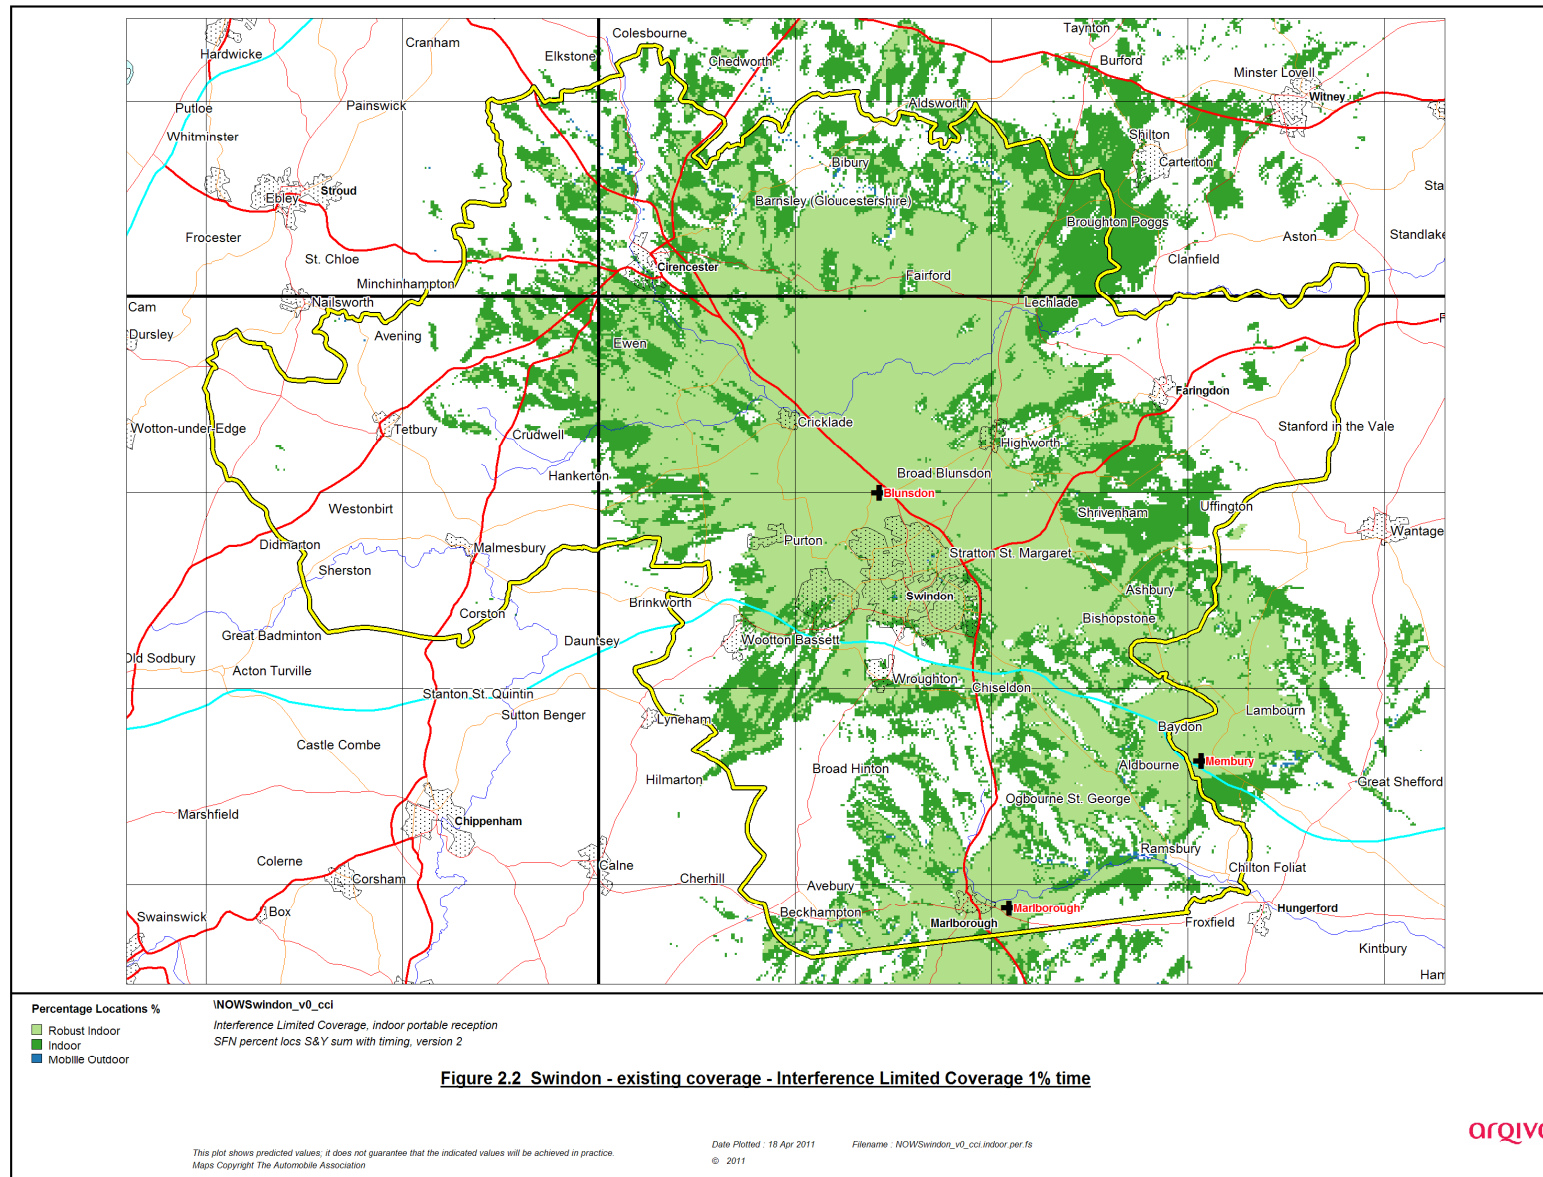 Colesbourne
Hardwicke
Cranham
Elkstone
Chedworth
Taynton
Burford
Minster Lovell
Witney
Putloe
Painswick
Aldsworth
Whitminster
Shilton
Carterton
Bibury
Stroud
Ebley
Barnsley (Gloucestershire)
Sta
Broughton Poggs
Frocester
Aston
Standlake
St. Chloe
Cirencester
Clanfield
Minchinhampton
Fairford
Nailsworth
Lechlade
Cam
Dursley
Avening
Ewen
Faringdon
Wotton-under-Edge
Tetbury
Crudwell
Cricklade
Highworth
Stanford in the Vale
Hankerton
Broad Blunsdon
Blunsdon
Westonbirt
Shrivenham
Uffington
Wantage
Didmarton
Malmesbury
Purton
Stratton St. Margaret
Sherston
Swindon
Ashbury
Brinkworth
Corston
Bishopstone
Great Badminton
Dauntsey
Wootton Bassett
Old Sodbury
Acton Turville
Wroughton
Stanton St. Quintin
Chiseldon
Sutton Benger
Lyneham
Lambourn
Baydon
Castle Combe
Membury
Broad Hinton
Aldbourne
Hilmarton
Great Shefford
Ogbourne St. George
Marshfield
Chippenham
Ramsbury
Colerne
Calne
Chilton Foliat
Corsham
Cherhill
Avebury
Swainswick
Box
Beckhampton
Marlborough
Marlborough
Hungerford
Froxfield
Kintbury
Ham
Percentage Locations %
Robust Indoor
Indoor
Mobilie Outdoor
\NOWSwindon_v0_cci
Interference Limited Coverage, indoor portable reception
SFN percent locs S&Y sum with timing, version 2
Figure 2.2 Swindon - existing coverage - Interference Limited Coverage 1% time
arqiva
Date Plotted : 18 Apr 2011 Filename : NOWSwindon_v0_cci.indoor.per.fs
© 2011
This plot shows predicted values; it does not guarantee that the indicated values will be achieved in practice.
Maps Copyright The Automobile Association